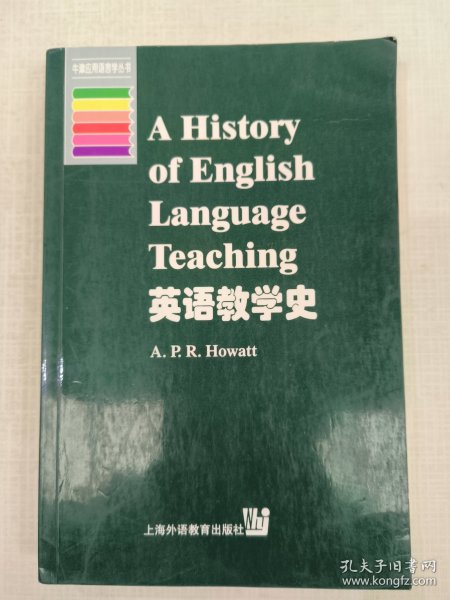 牛津应用语言学丛书
A History
of English
Language
Teaching
英语教学史
A. P. R. Howatt
上海外语教育出版社
孔夫子旧书网
www.kongfz.com